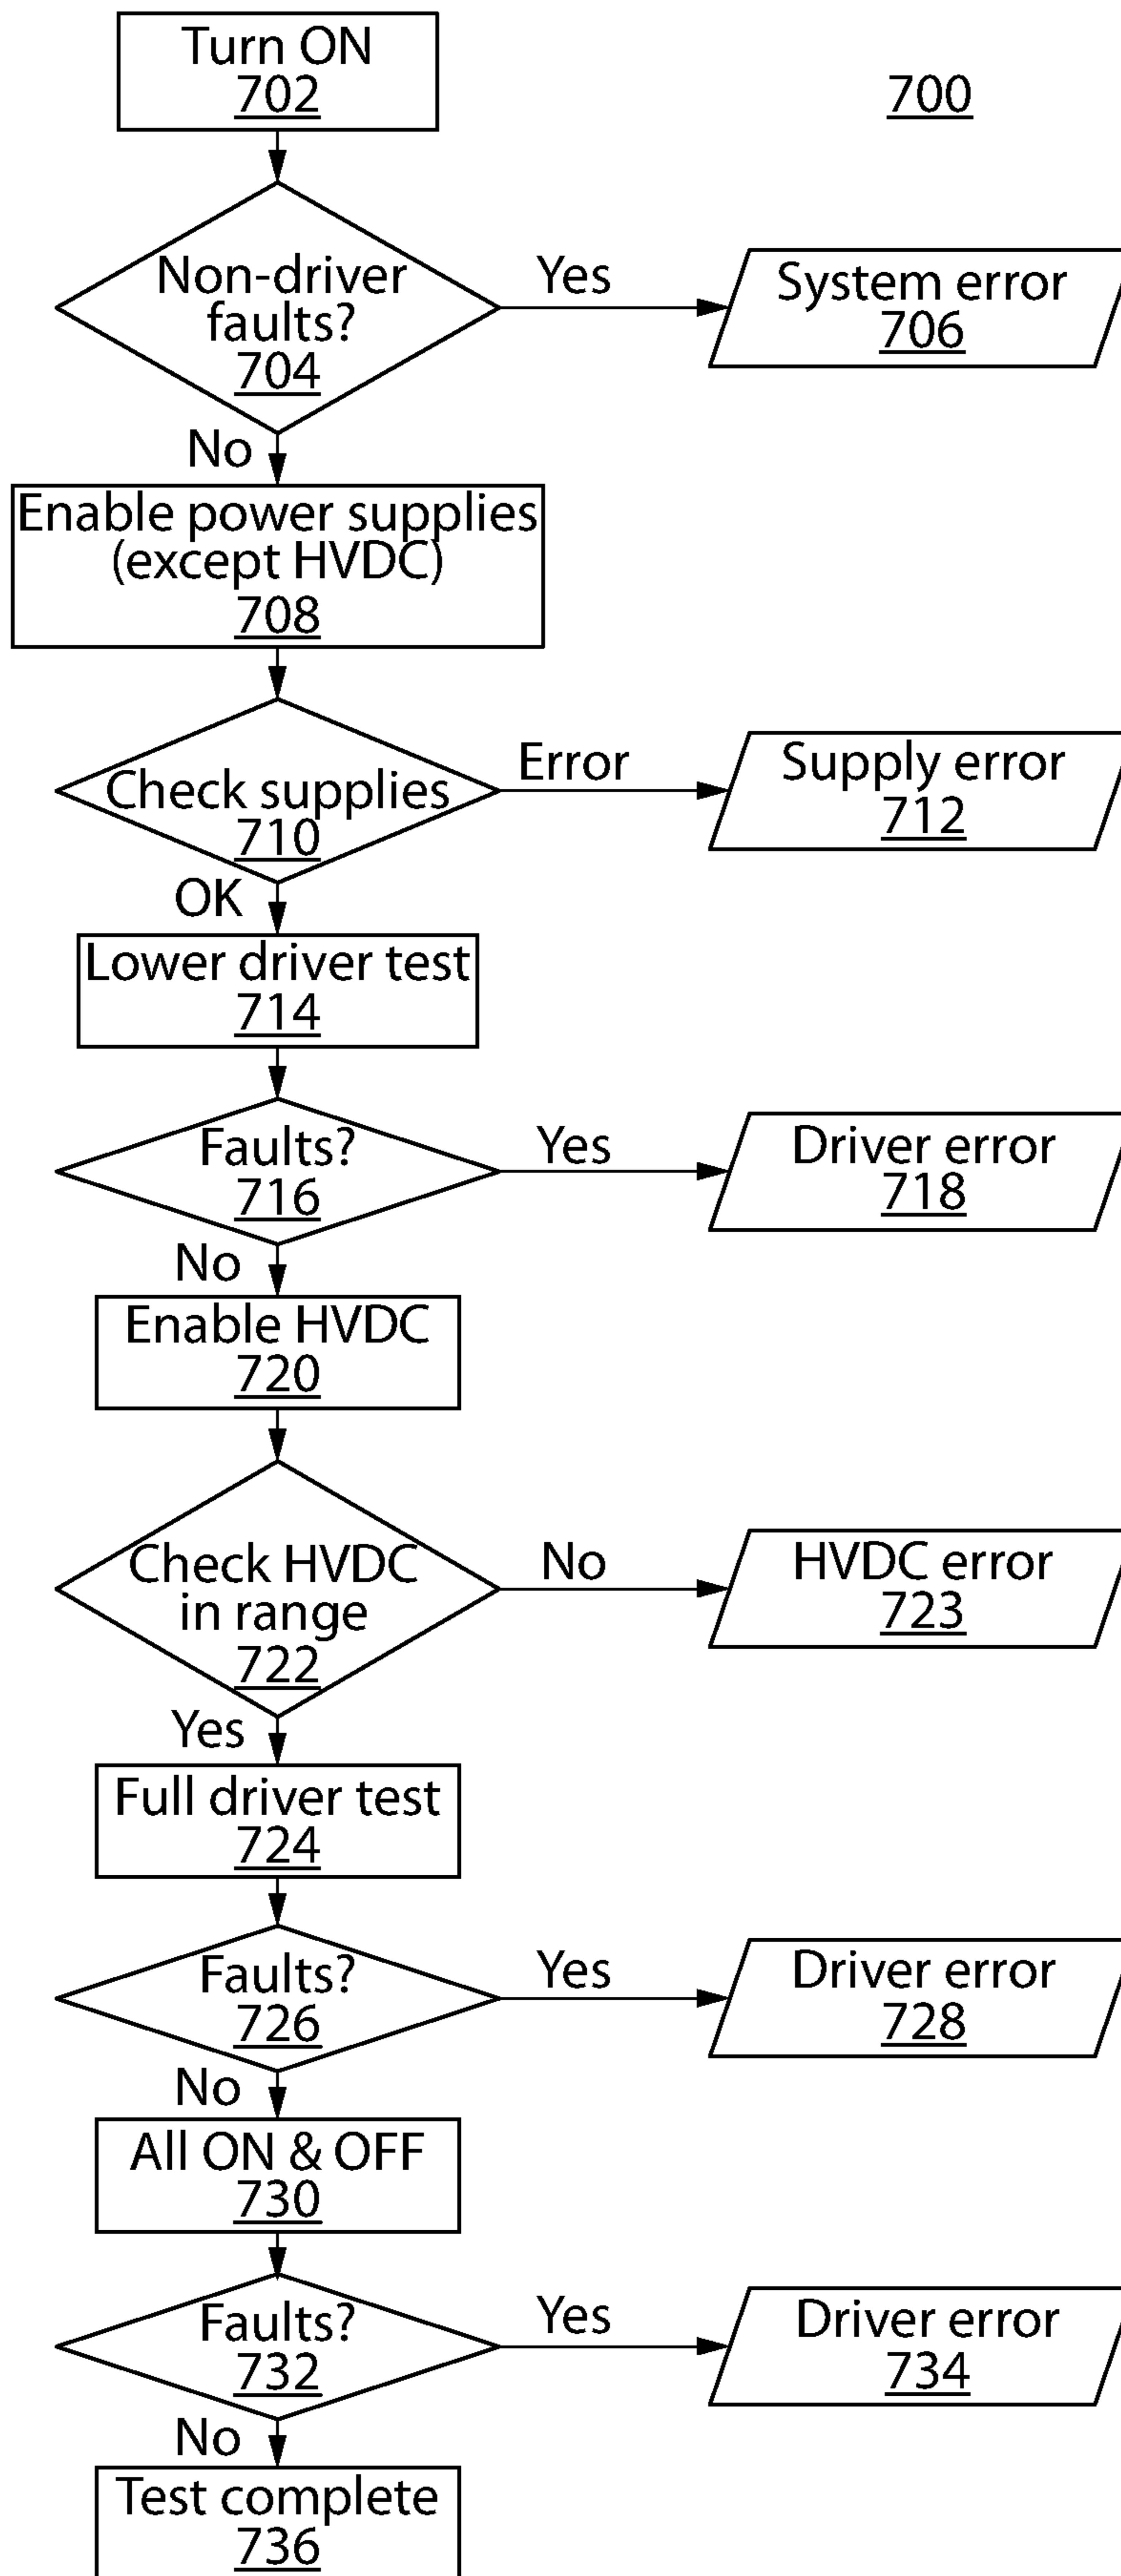 Turn ON
702
700
Non-driver
faults?
704
Yes
System error
706
No
Enable power supplies
(except HVDC)
708
Check supplies
710
Error
Supply error
712
OK
Lower driver test
714
Faults?
716
Yes
Driver error
718
No
Enable HVDC
720
Check HVDC
in range
722
No
HVDC error
723
Yes
Full driver test
724
Faults?
726
Yes
Driver error
728
No
All ON & OFF
730
Faults?
732
Yes
Driver error
734
No
Test complete
736